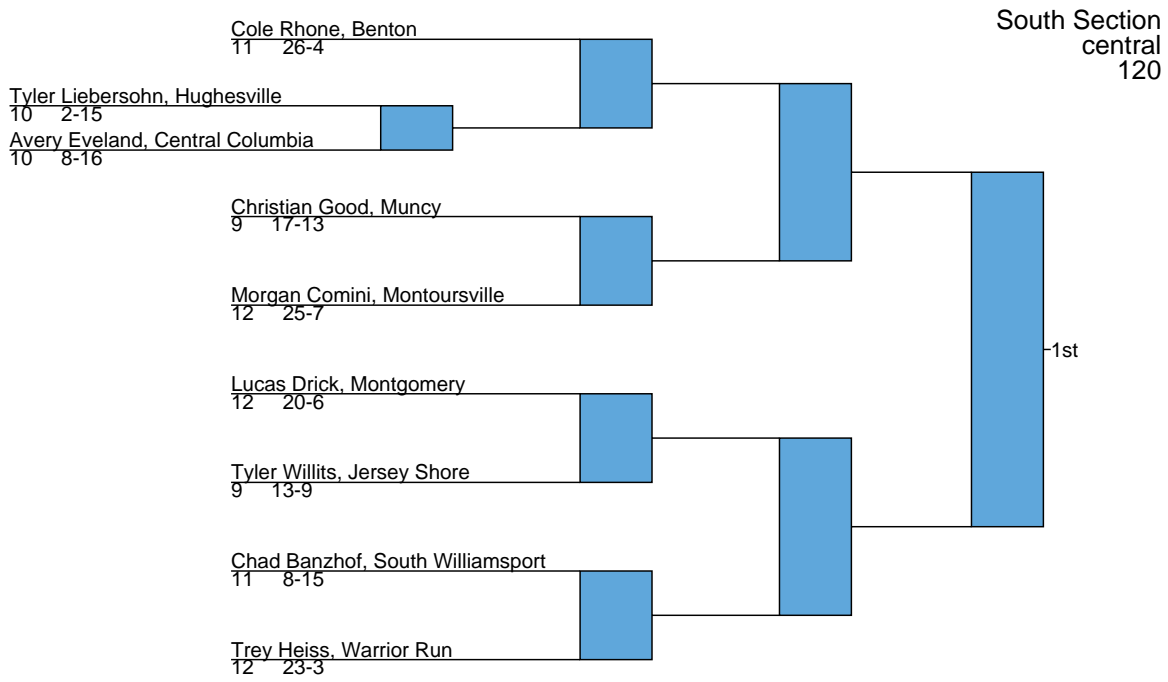 South Section
central
120
Cole Rhone, Benton
11 26-4
Tyler Liebersohn, Hughesville
10 2-15
Avery Eveland, Central Columbia
10 8-16
Christian Good, Muncy
9 17-13
Morgan Comini, Montoursville
12 25-7
1st
Lucas Drick, Montgomery
12 20-6
Tyler Willits, Jersey Shore
9 13-9
Chad Banzhof, South Williamsport
11 8-15
Trey Heiss, Warrior Run
12 23-3